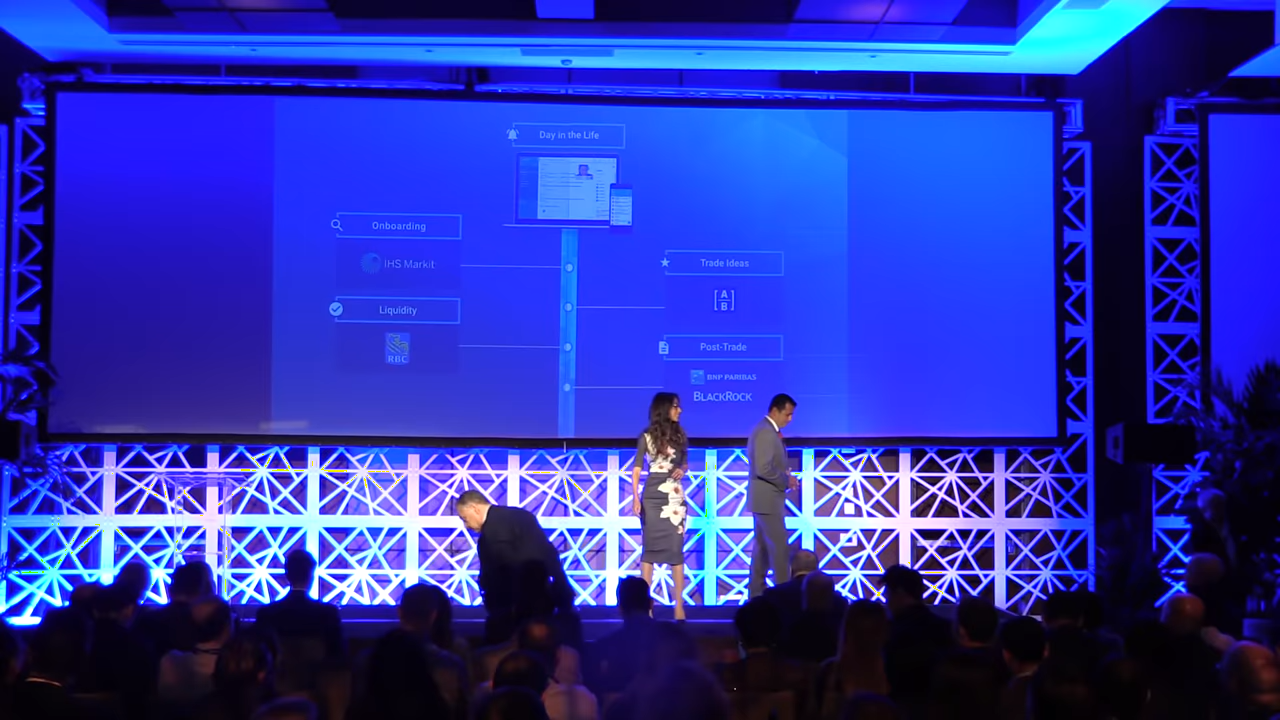 Day in the Life
Onboarding
IHS Markit
Liquidity
RBC
Trade Ideas
[A
B]
Post-Trade
BNP PARIBAS
BLACKROCK